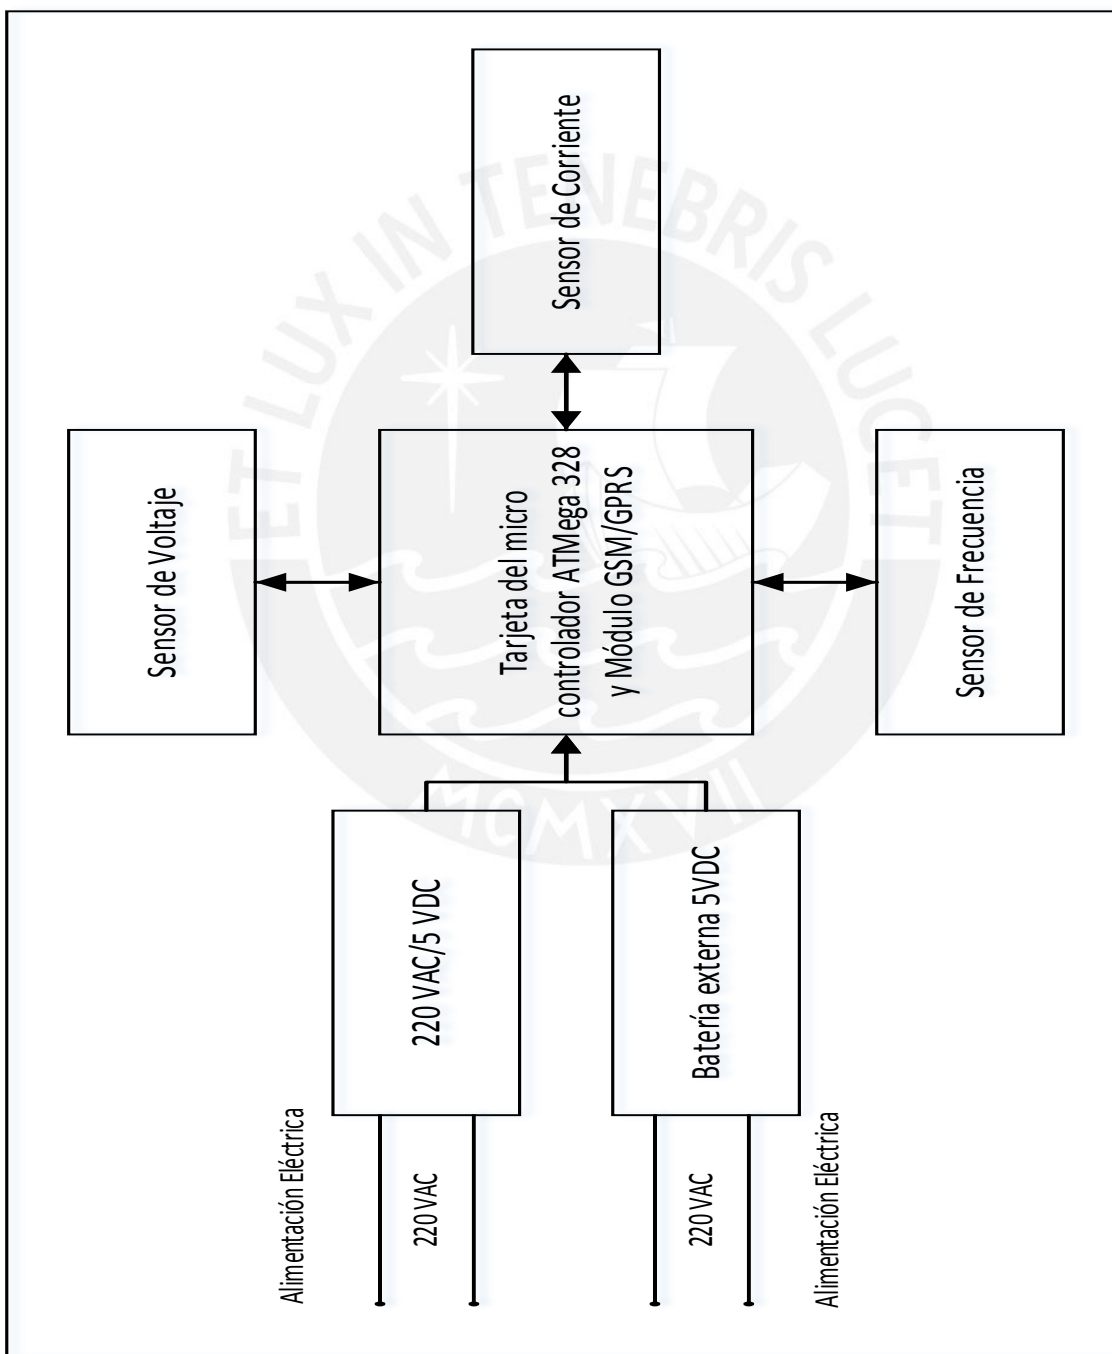 Sensor de Voltaje
Alimentación Eléctrica
220 VAC
220 VAC/5 VDC
Tarjeta del micro
controlador ATMega 328
y Módulo GSM/GPRS
Sensor de Corriente
220 VAC
Batería externa 5VDC
Alimentación Eléctrica
Sensor de Frecuencia
ET LUX IN TENEBRIS LUCET
MCMXVII